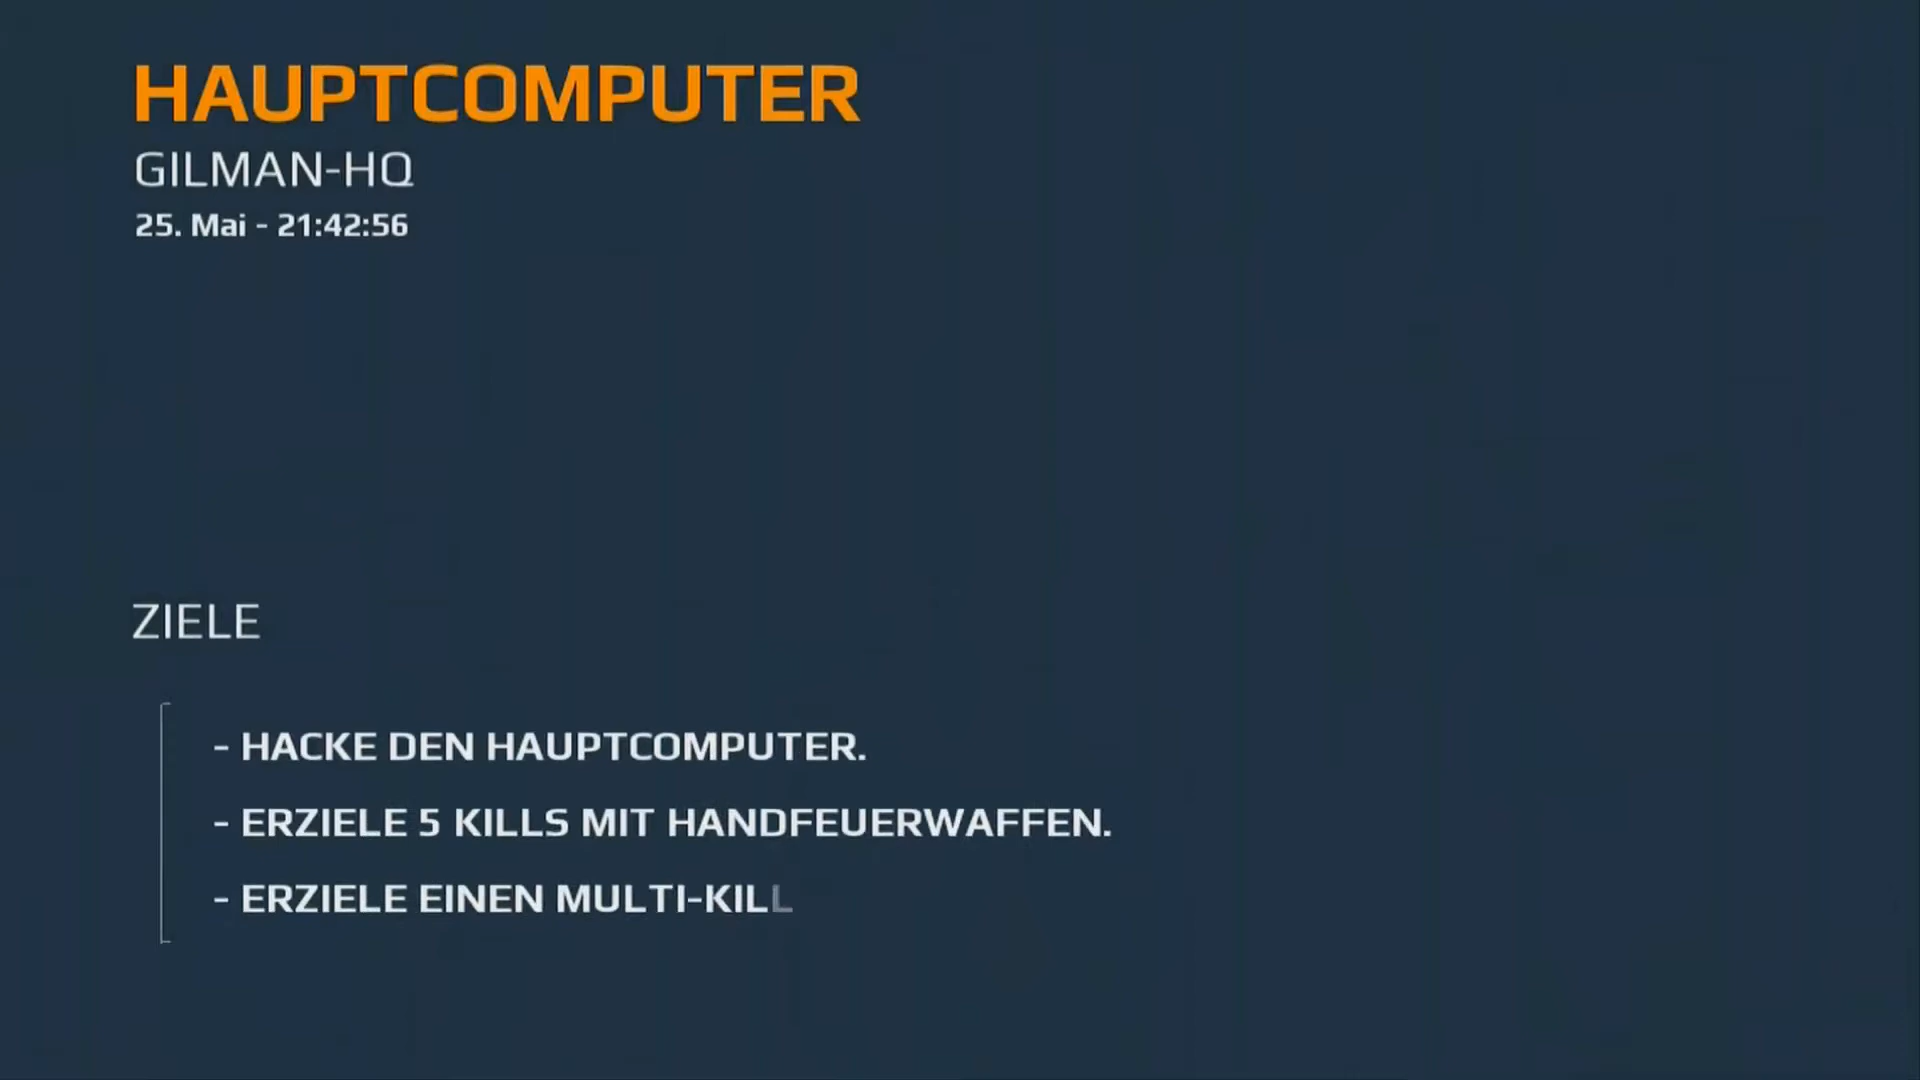 HAUPTCOMPUTER
GILMAN-HQ
25. Mai - 21:42:56
ZIELE
- HACKE DEN HAUPTCOMPUTER.
- ERZIELE 5 KILLS MIT HANDFEUERWAFFEN.
- ERZIELE EINEN MULTI-KILL